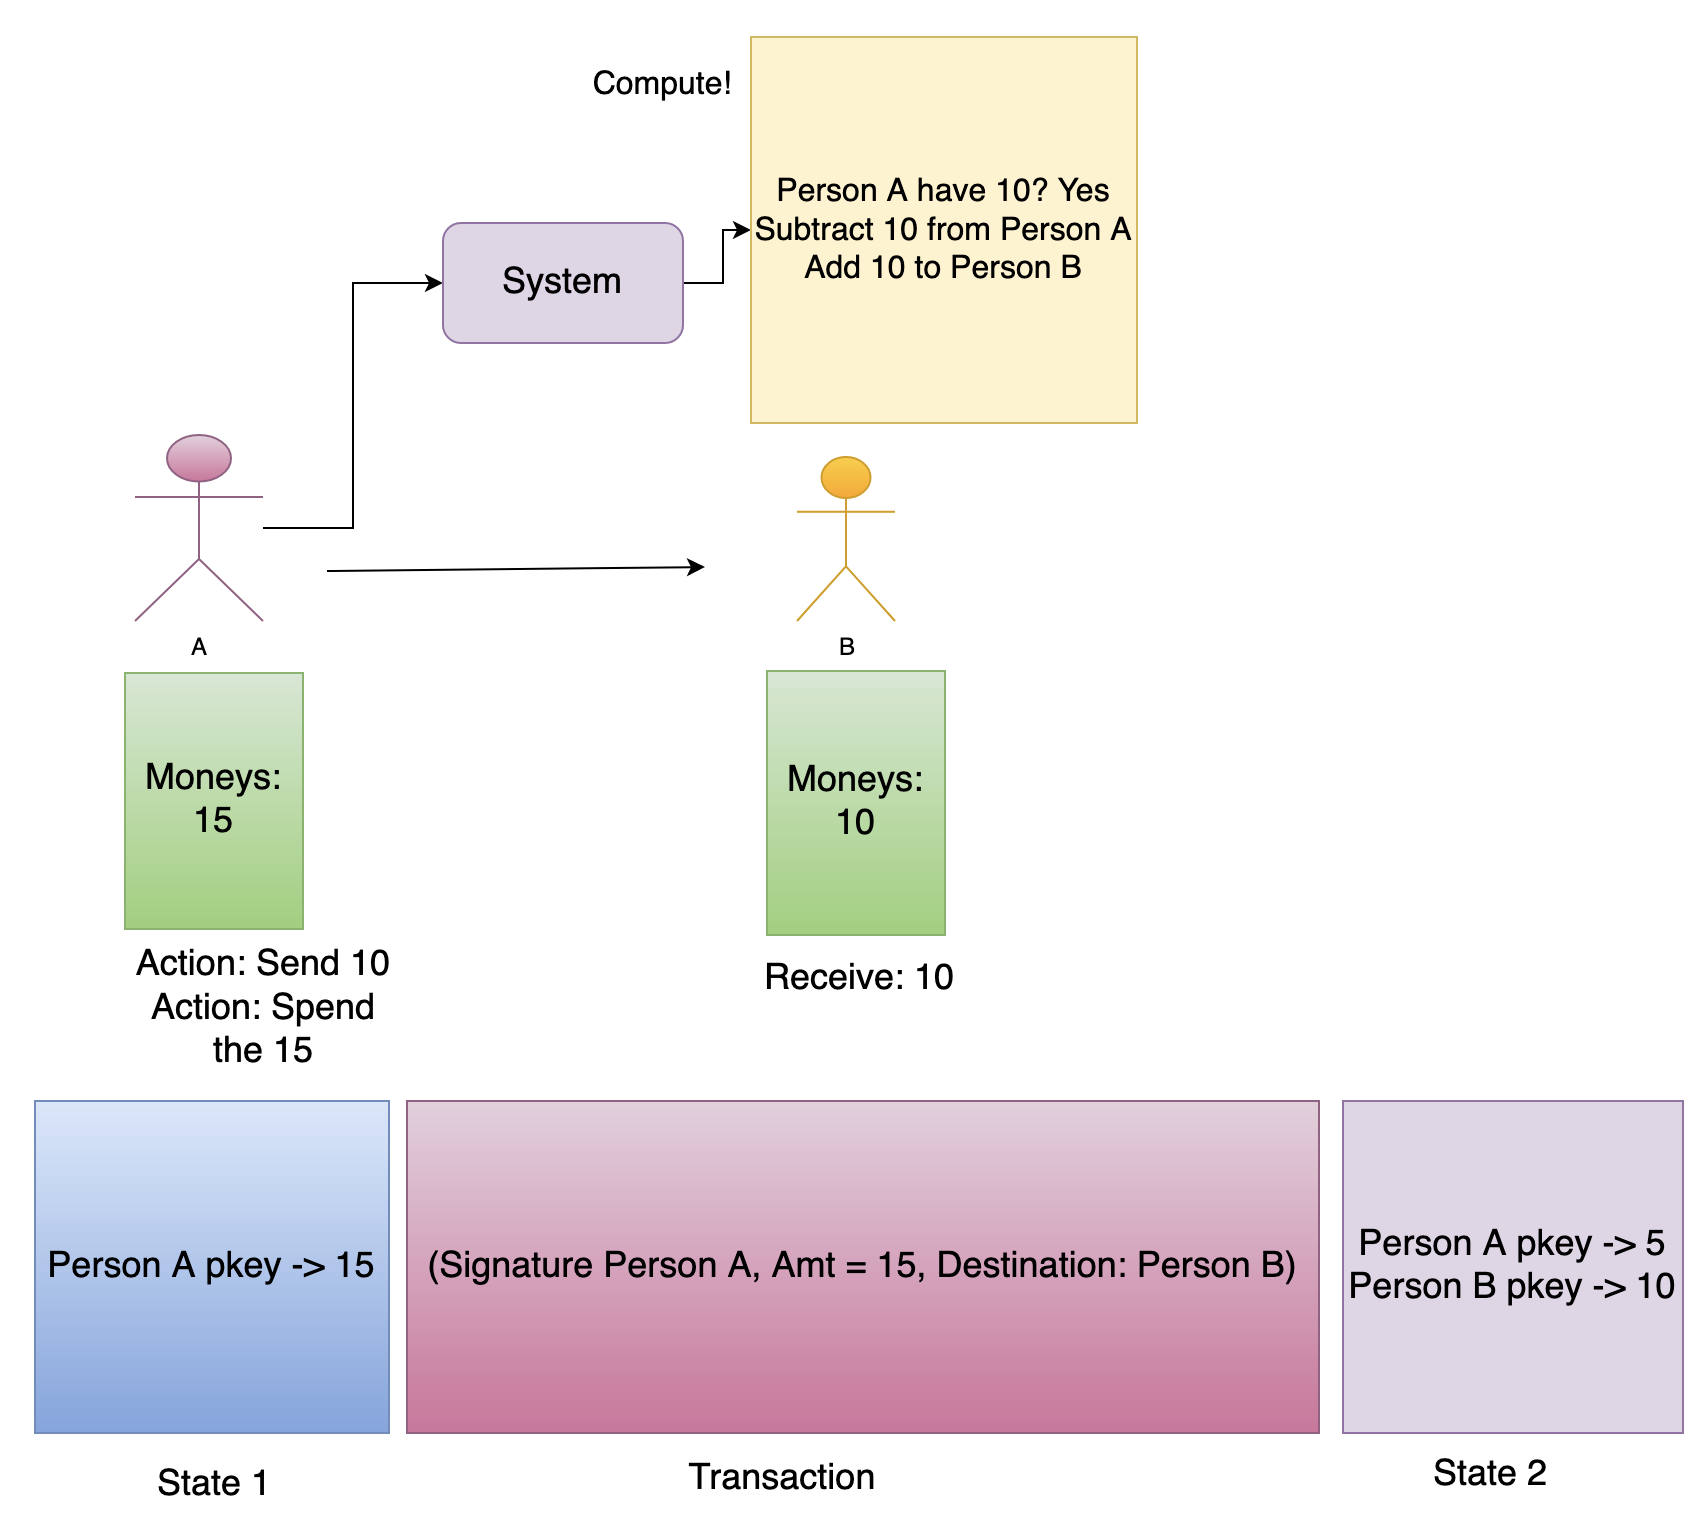 Compute!
Person A have 10? Yes
Subtract 10 from Person A
Add 10 to Person B
System
A
B
Moneys:
15
Moneys:
10
Action: Send 10
Action: Spend
the 15
Receive: 10
Person A pkey -> 15
(Signature Person A, Amt = 15, Destination: Person B)
Person A pkey -> 5
Person B pkey -> 10
State 1
Transaction
State 2